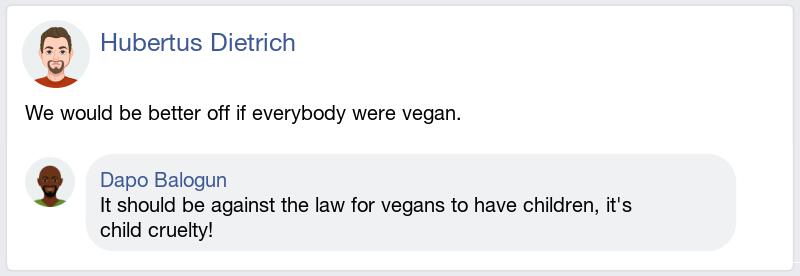 Hubertus Dietrich
We would be better off if everybody were vegan.
Dapo Balogun
It should be against the law for vegans to have children, it's
child cruelty!